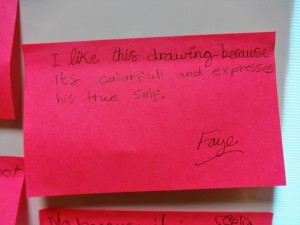 I like this drawing because
its colorfull and expresses
his true self.
Faye